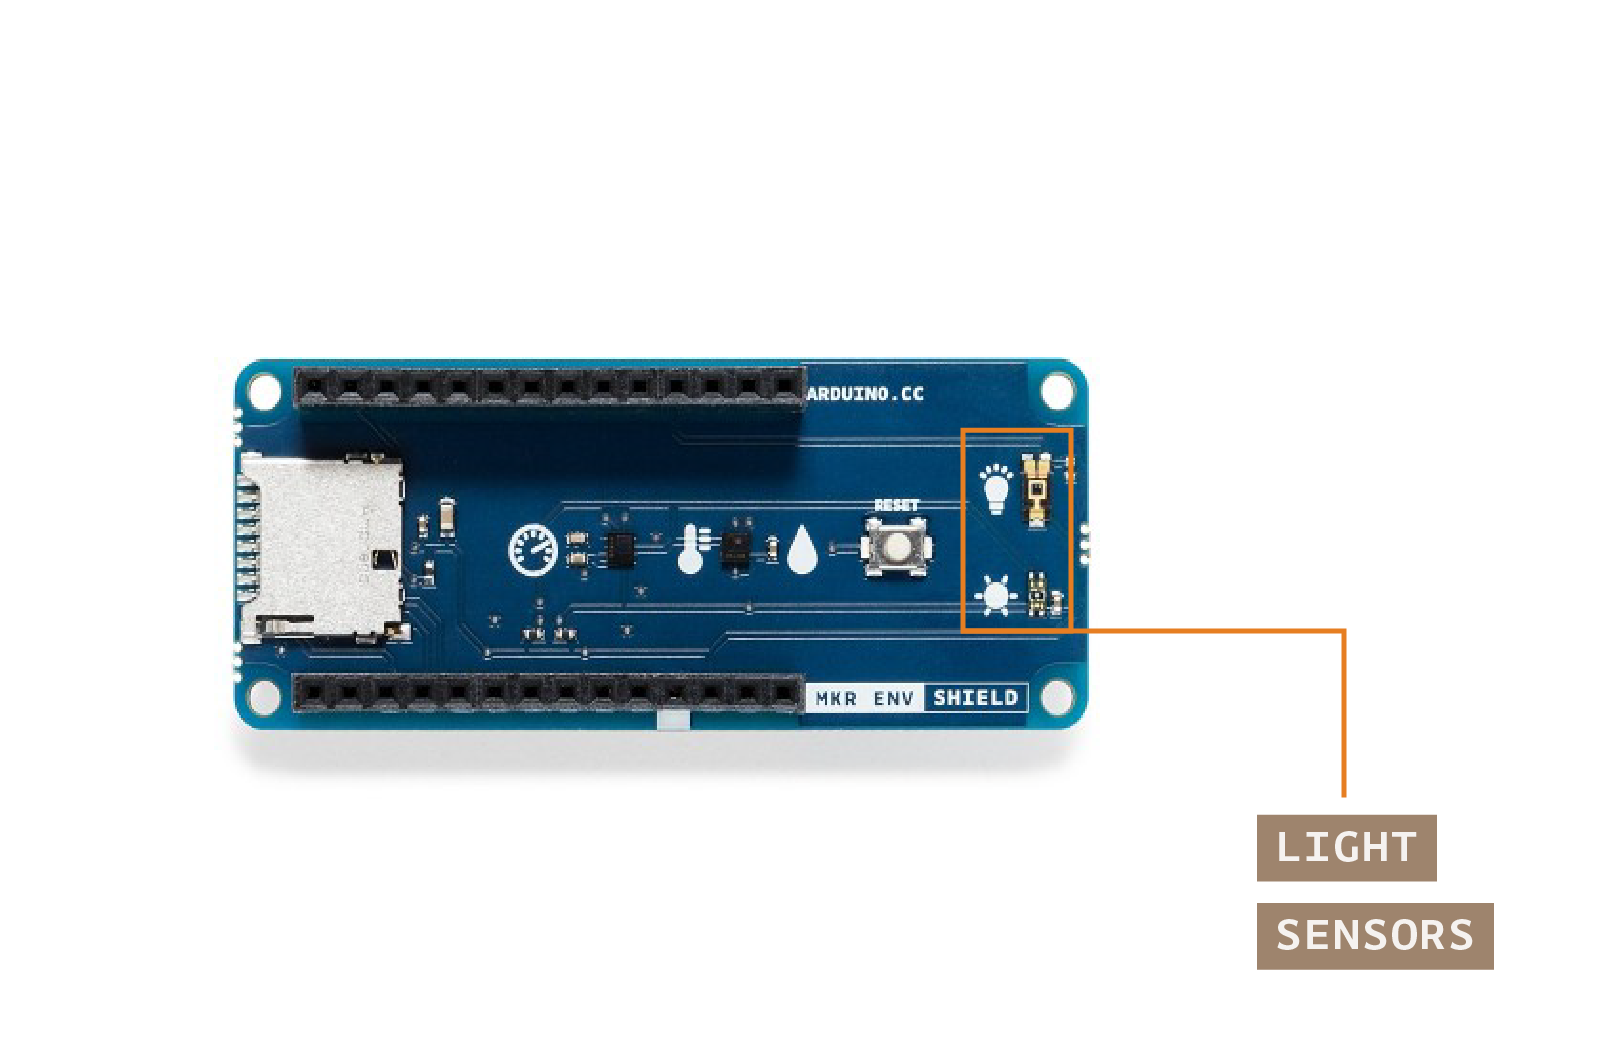 ARDUINO.CC
RESET
MKR ENV SHIELD
LIGHT
SENSORS